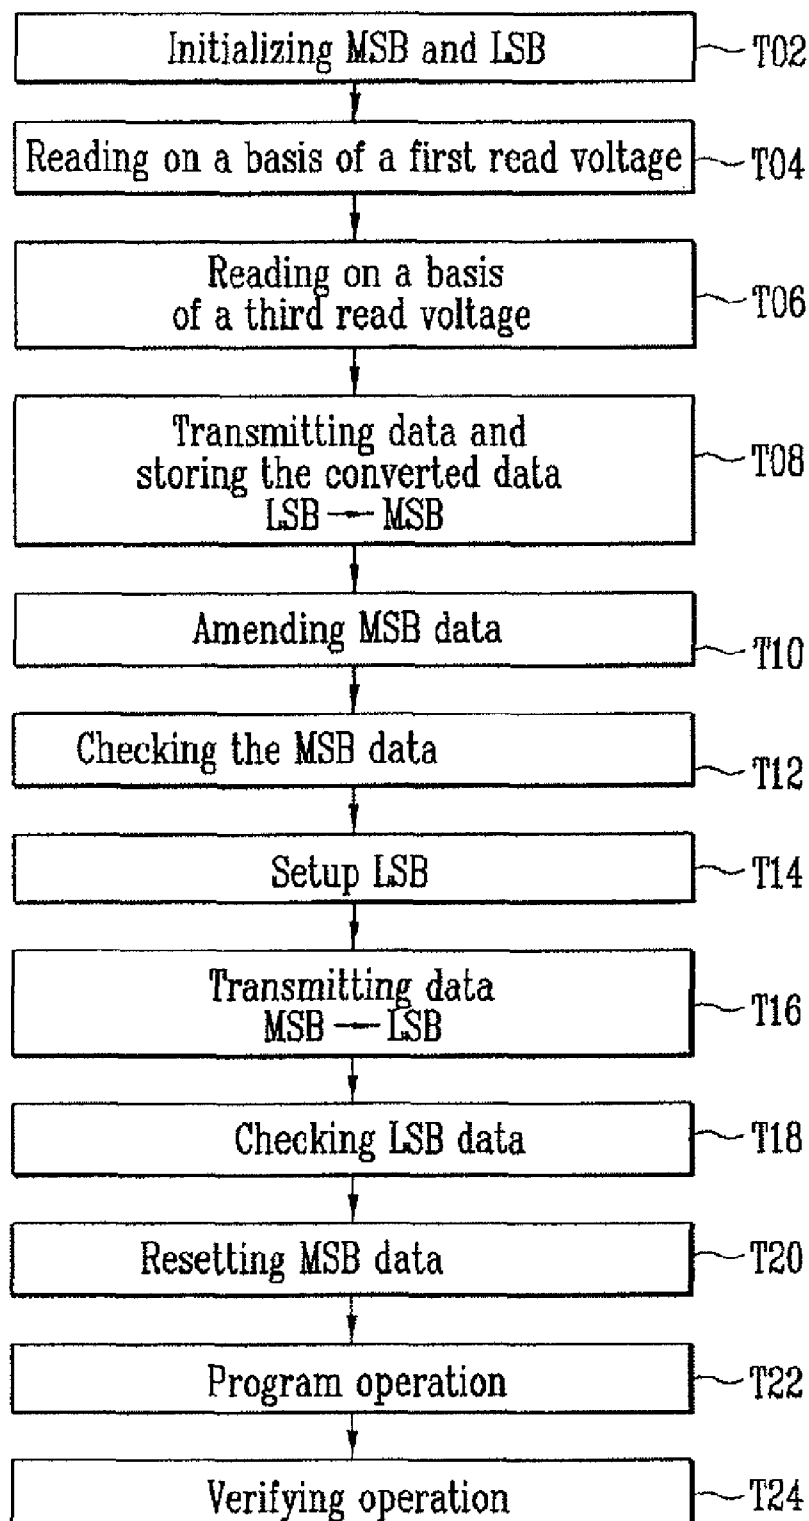 Initializing MSB and LSB T02
Reading on a basis of a first read voltage T04
Reading on a basis
of a third read voltage T06
Transmitting data and
storing the converted data T08
LSB → MSB
Amending MSB data T10
Checking the MSB data T12
Setup LSB T14
Transmitting data
MSB → LSB T16
Checking LSB data T18
Resetting MSB data T20
Program operation T22
Verifying operation T24